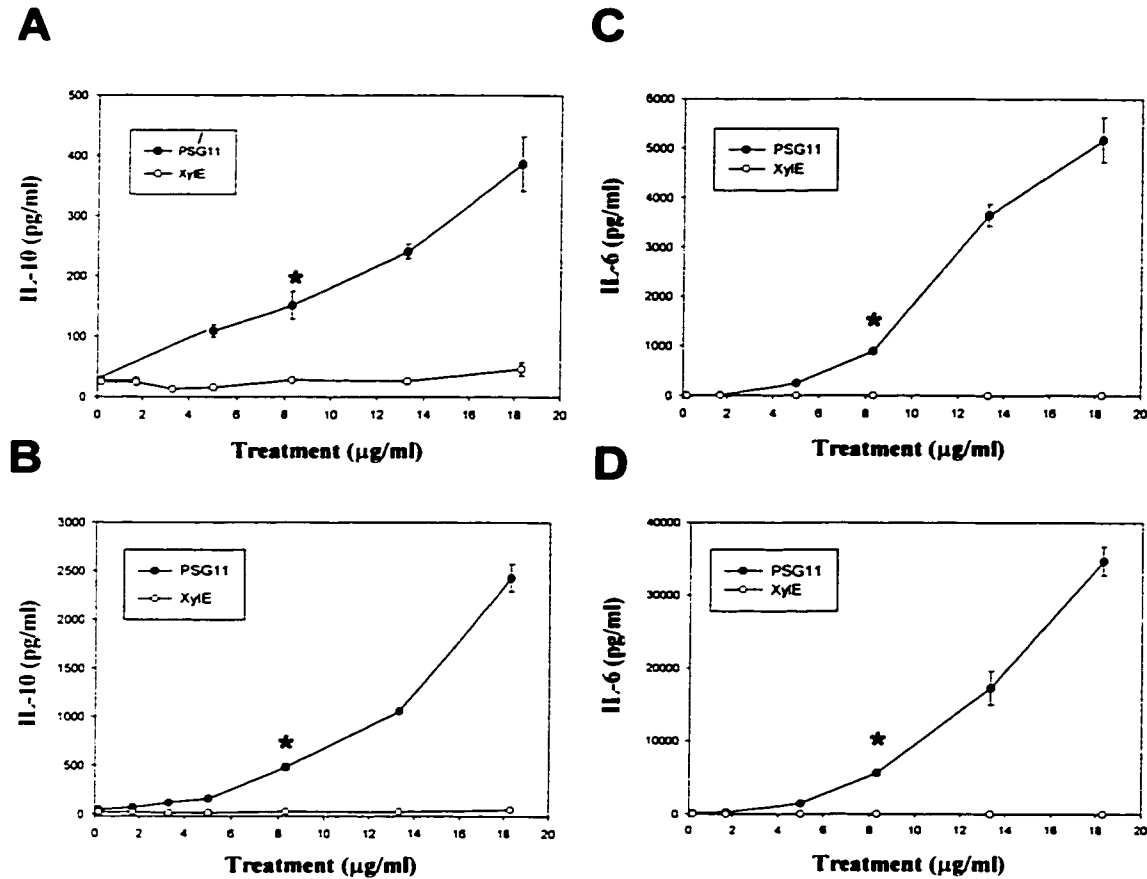 A
500
400
300
200
100
0
PSG11
XylE
IL-10 (pg/ml)
0 2 4 6 8 10 12 14 16 18 20
Treatment (µg/ml)
B
3000
2500
2000
1500
1000
500
0
PSG11
XylE
IL-10 (pg/ml)
0 2 4 6 8 10 12 14 16 18 20
Treatment (µg/ml)
C
6000
5000
4000
3000
2000
1000
0
PSG11
XylE
IL-6 (pg/ml)
0 2 4 6 8 10 12 14 16 18 20
Treatment (µg/ml)
D
40000
30000
20000
10000
0
PSG11
XylE
IL-6 (pg/ml)
0 2 4 6 8 10 12 14 16 18 20
Treatment (µg/ml)